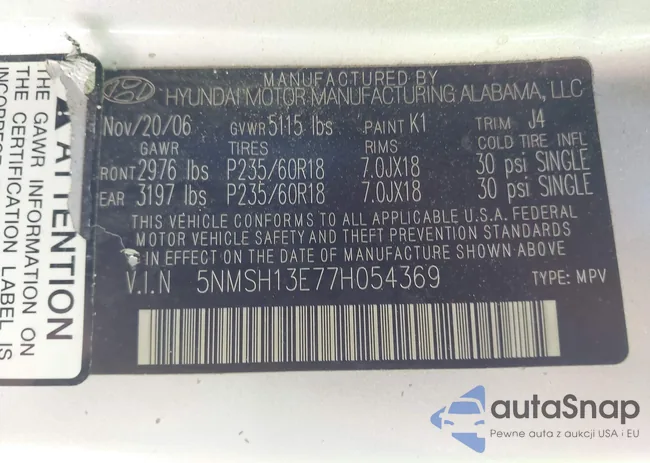 MANUFACTURED BY
HYUNDAI MOTOR MANUFACTURING ALABAMA, LLC
Nov/20/06 GVWR 5115 lbs PAINT K1 TRIM J4
GAWR TIRES RIMS COLD TIRE INFL
FRONT 2976 lbs P235/60R18 7.0JX18 30 psi SINGLE
REAR 3197 lbs P235/60R18 7.0JX18 30 psi SINGLE
THIS VEHICLE CONFORMS TO ALL APPLICABLE U.S.A. FEDERAL
MOTOR VEHICLE SAFETY AND THEFT PREVENTION STANDARDS
IN EFFECT ON THE DATE OF MANUFACTURE SHOWN ABOVE.
V.I.N 5NMSH13E77H054369 TYPE: MPV
ATTENTION
THE GAWR INFORMATION ON
THE CERTIFICATION LABEL IS
INCORRECT
autaSnap
Pewne auta z aukcji USA i EU